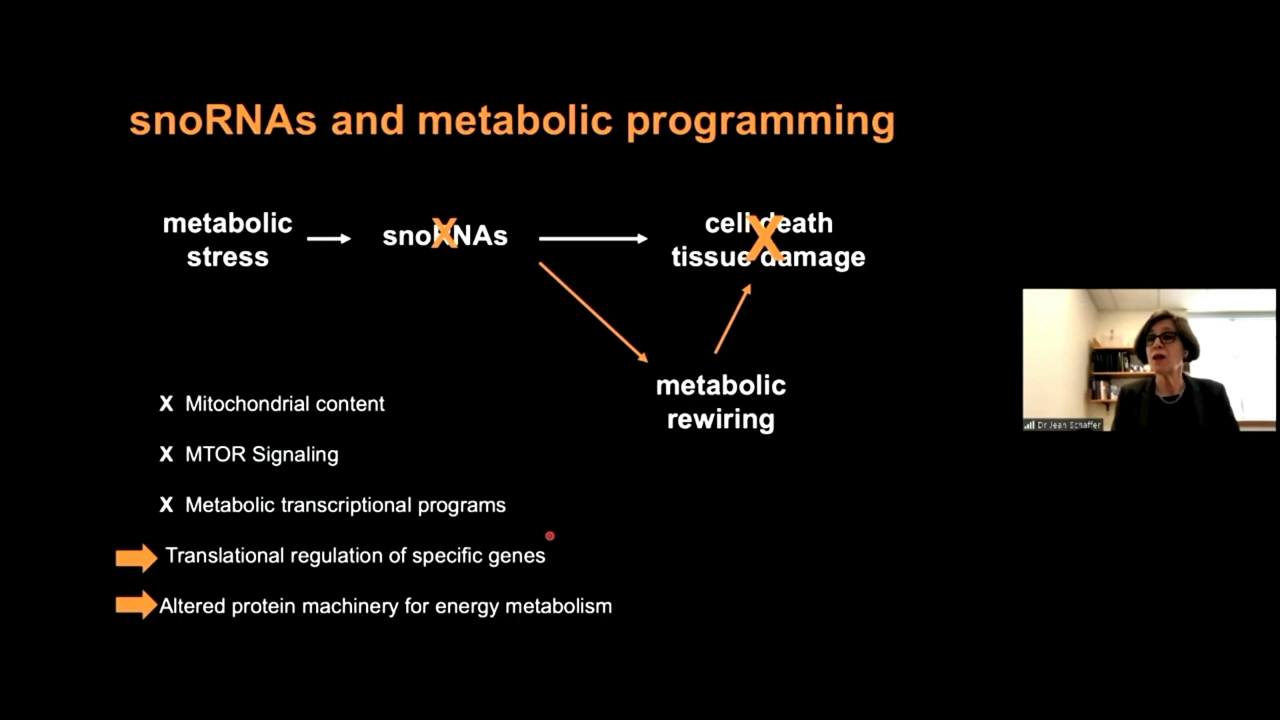 snoRNAs and metabolic programming
metabolic
stress
snoRNAs
X
cell death
tissue damage
X
metabolic
rewiring
X Mitochondrial content
X MTOR Signaling
X Metabolic transcriptional programs
Translational regulation of specific genes
Altered protein machinery for energy metabolism
Dr Jean Schaffer